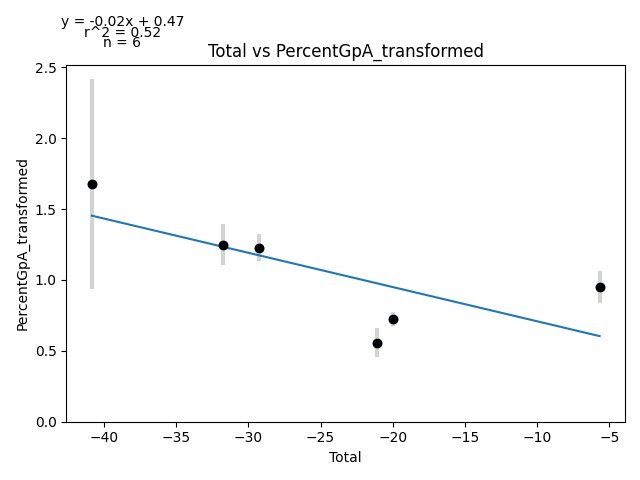 y = -0.02x + 0.47
r^2 = 0.52
n = 6
Total vs PercentGpA_transformed
PercentGpA_transformed
2.5
2.0
1.5
1.0
0.5
0.0
−40 −35 −30 −25 −20 −15 −10 −5
Total